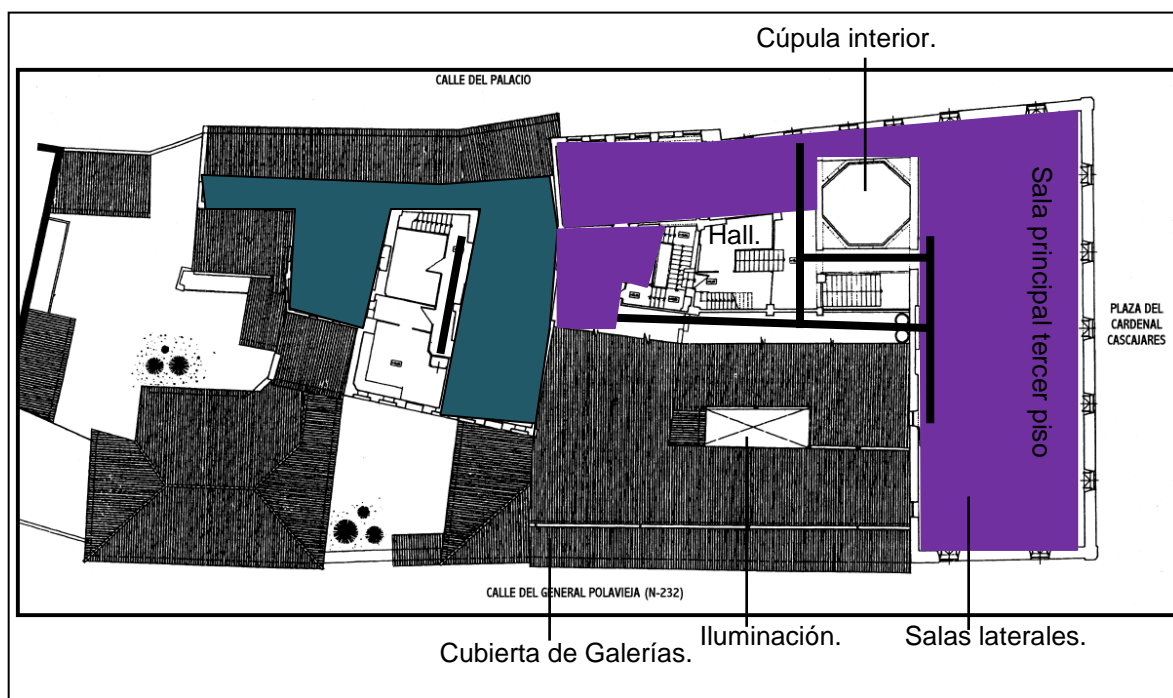 Cúpula interior.
CALLE DEL PALACIO
Sala principal tercer piso
Hall.
PLAZA DEL
CARDENAL
CASCAJARES
CALLE DEL GENERAL POLAVIEJA (N-232)
Cubierta de Galerías.
Iluminación.
Salas laterales.